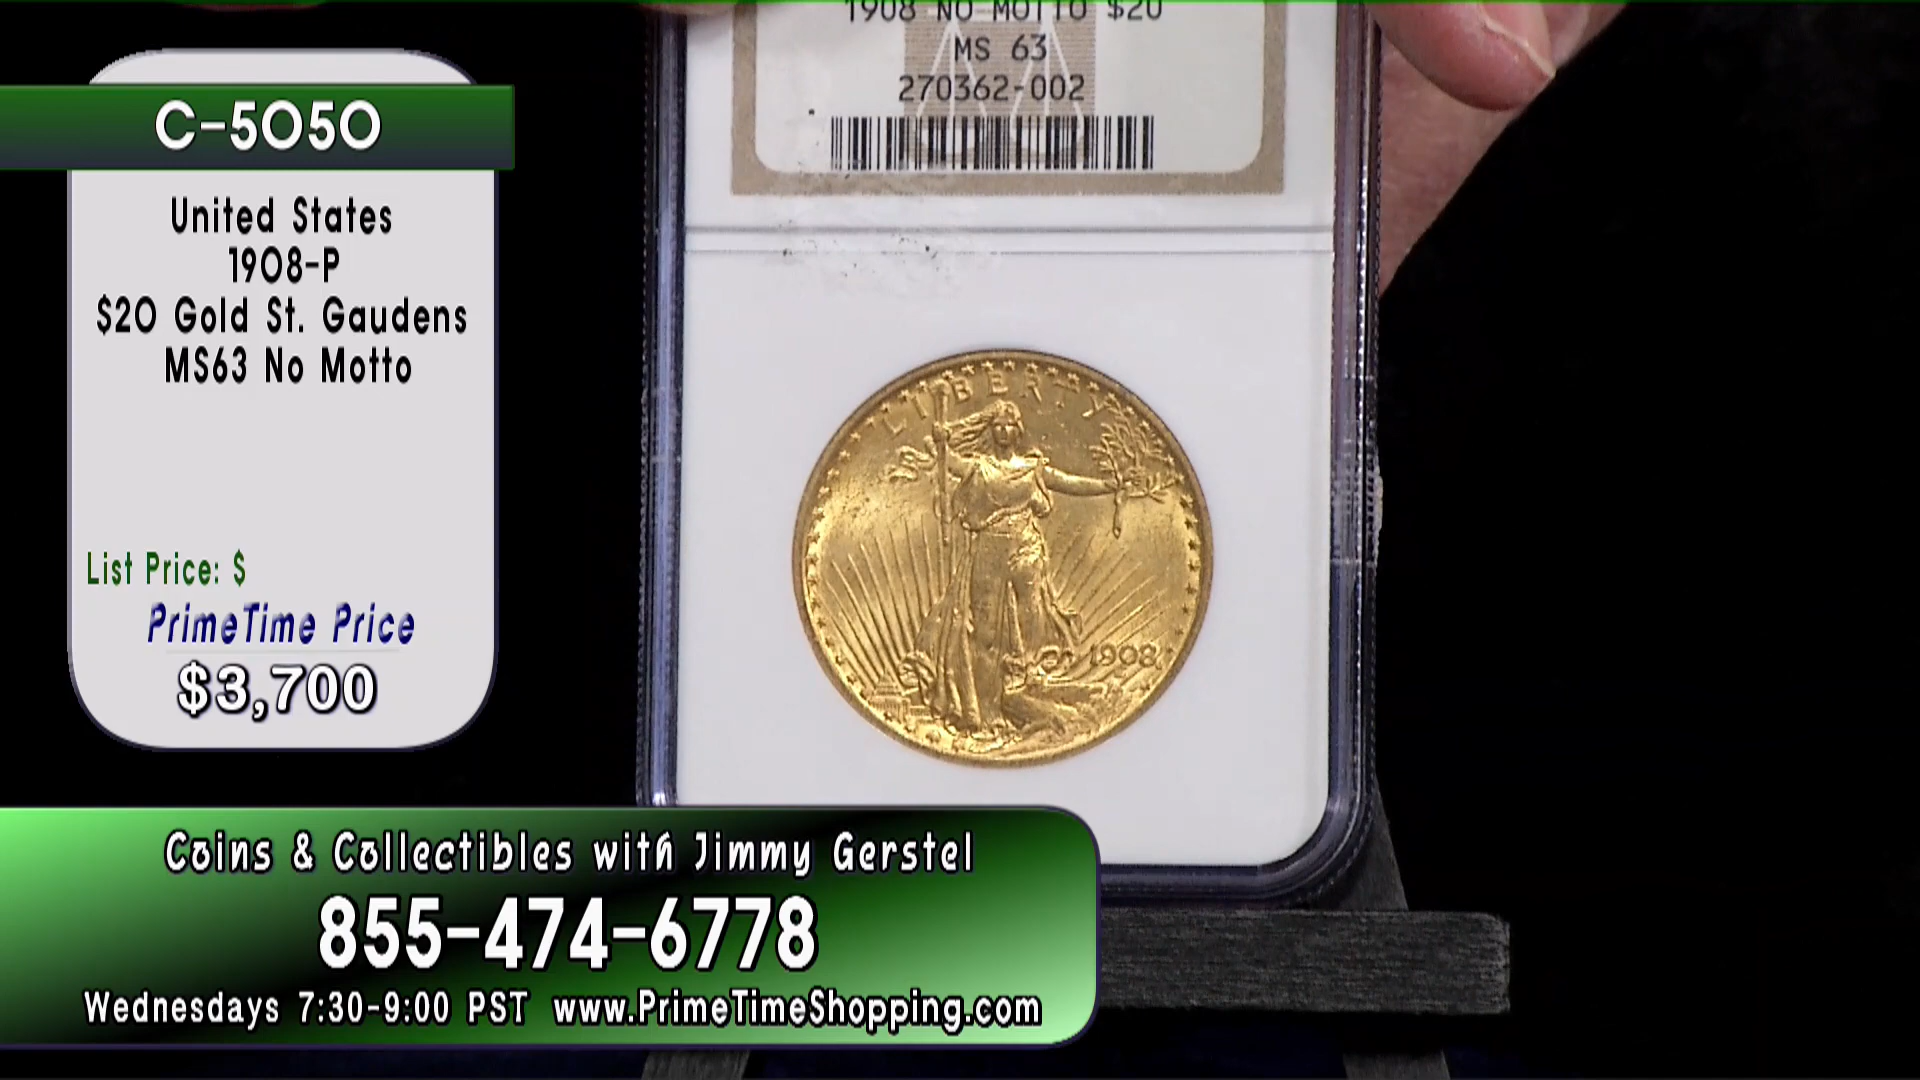 1908 NO MOTTO $20
MS 63
270362-002
C-5050
United States
1908-P
$20 Gold St. Gaudens
MS63 No Motto
List Price: $
PrimeTime Price
$3,700
LIBERTY
1908
Coins & Collectibles with Jimmy Gerstel
855-474-6778
Wednesdays 7:30-9:00 PST www.PrimeTimeShopping.com